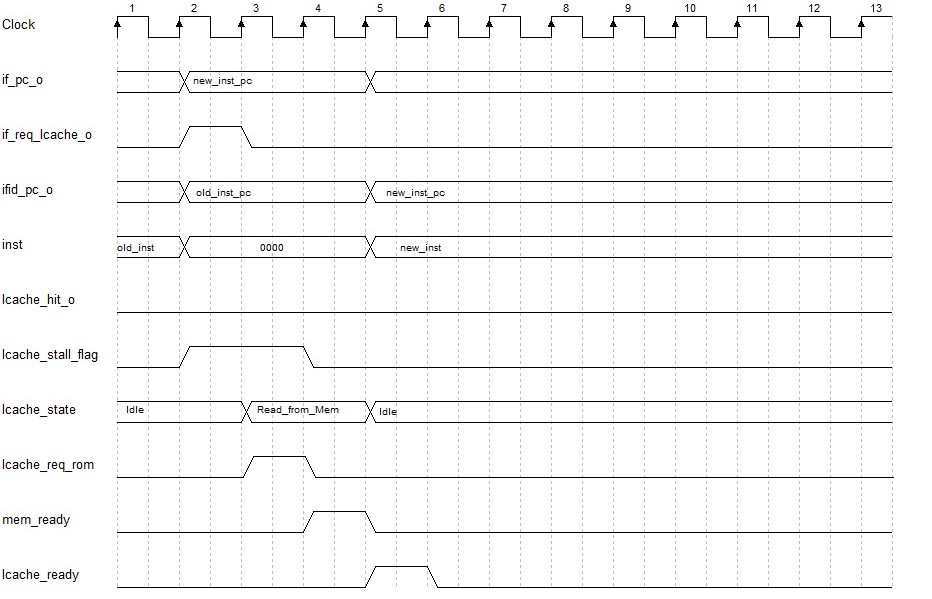 1 2 3 4 5 6 7 8 9 10 11 12 13
Clock
if_pc_o new_inst_pc
if_req_Icache_o
ifid_pc_o old_inst_pc new_inst_pc
inst old_inst 0000 new_inst
Icache_hit_o
Icache_stall_flag
Icache_state Idle Read_from_Mem Idle
Icache_req_rom
mem_ready
Icache_ready